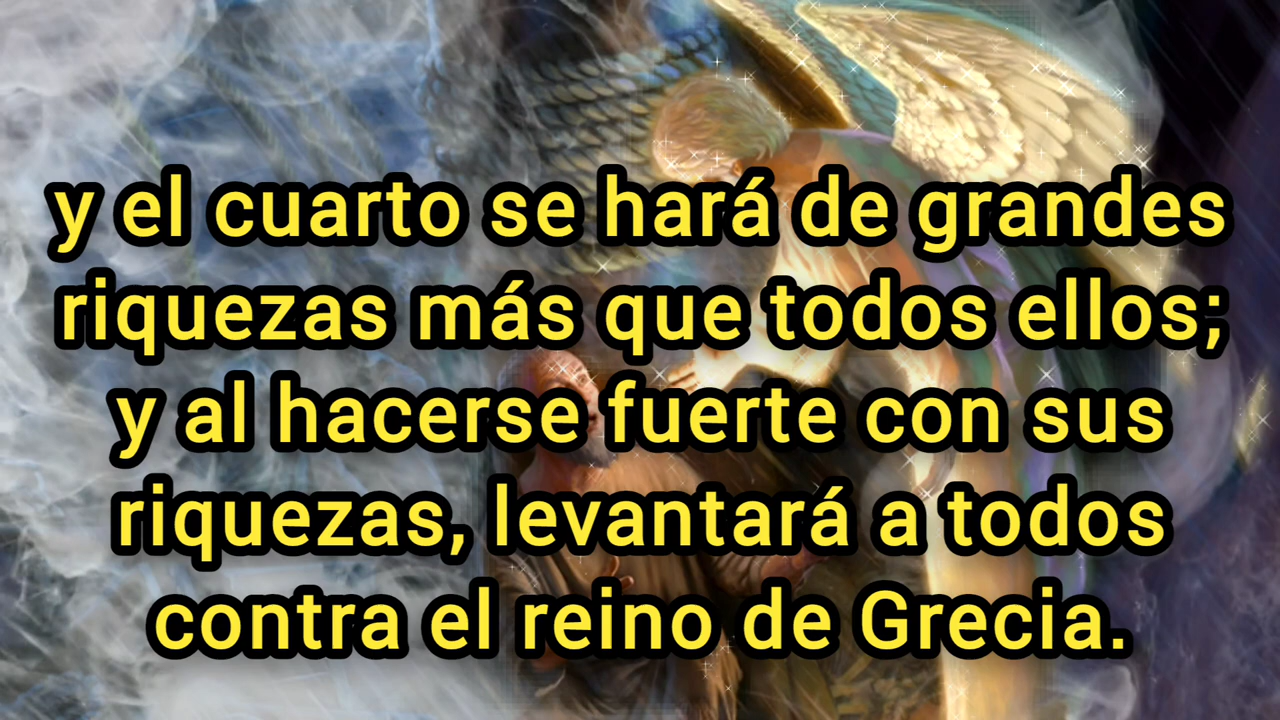 y el cuarto se hará de grandes
riquezas más que todos ellos;
y al hacerse fuerte con sus
riquezas, levantará a todos
contra el reino de Grecia.